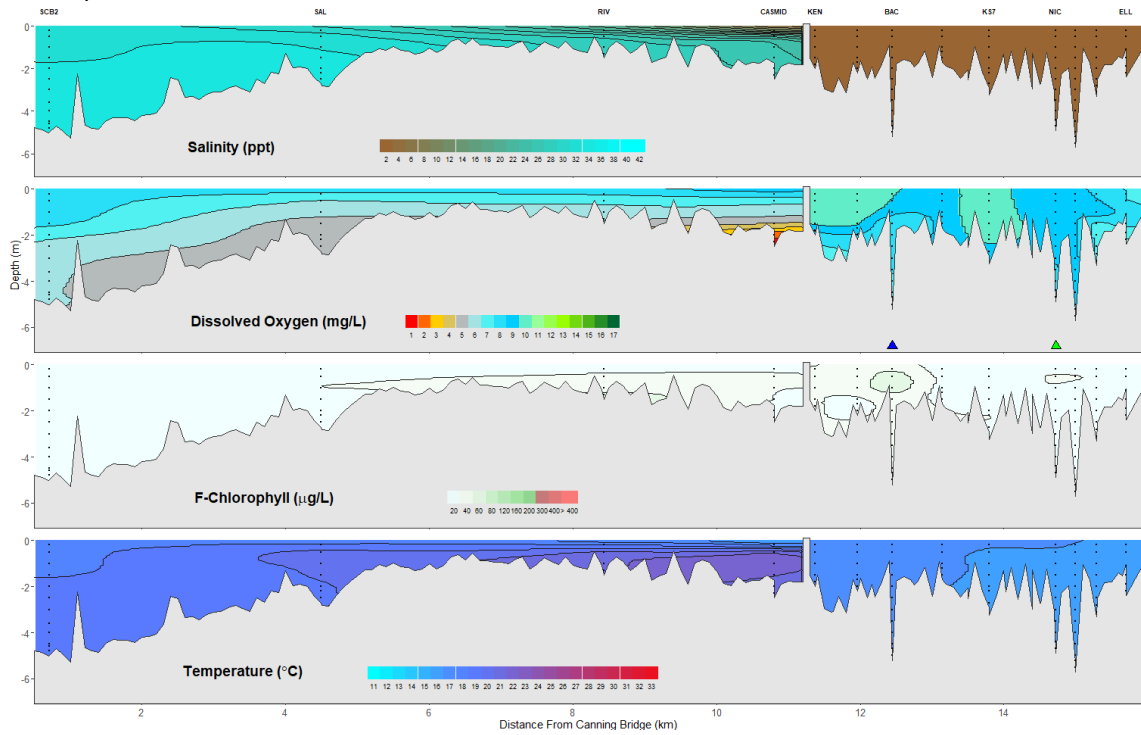 SCB2 SAL RIV CASMID KEN BAC KS7 NIC ELL
0
-2
-4
-6
Salinity (ppt)
2 4 6 8 10 12 14 16 18 20 22 24 26 28 30 32 34 36 38 40 42
0
-2
-4
-6
Depth (m)
Dissolved Oxygen (mg/L)
1 2 3 4 5 6 7 8 9 10 11 12 13 14 15 16 17
0
-2
-4
-6
F-Chlorophyll (µg/L)
20 40 60 80 120 160 200 300 400 > 400
0
-2
-4
-6
Temperature (°C)
11 12 13 14 15 16 17 18 19 20 21 22 23 24 25 26 27 28 29 30 31 32 33
2 4 6 8 10 12 14
Distance From Canning Bridge (km)